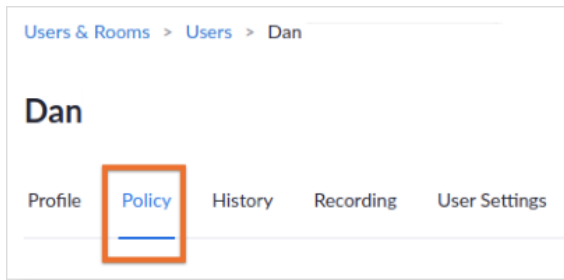 Users & Rooms > Users > Dan
Dan
Profile Policy History Recording User Settings